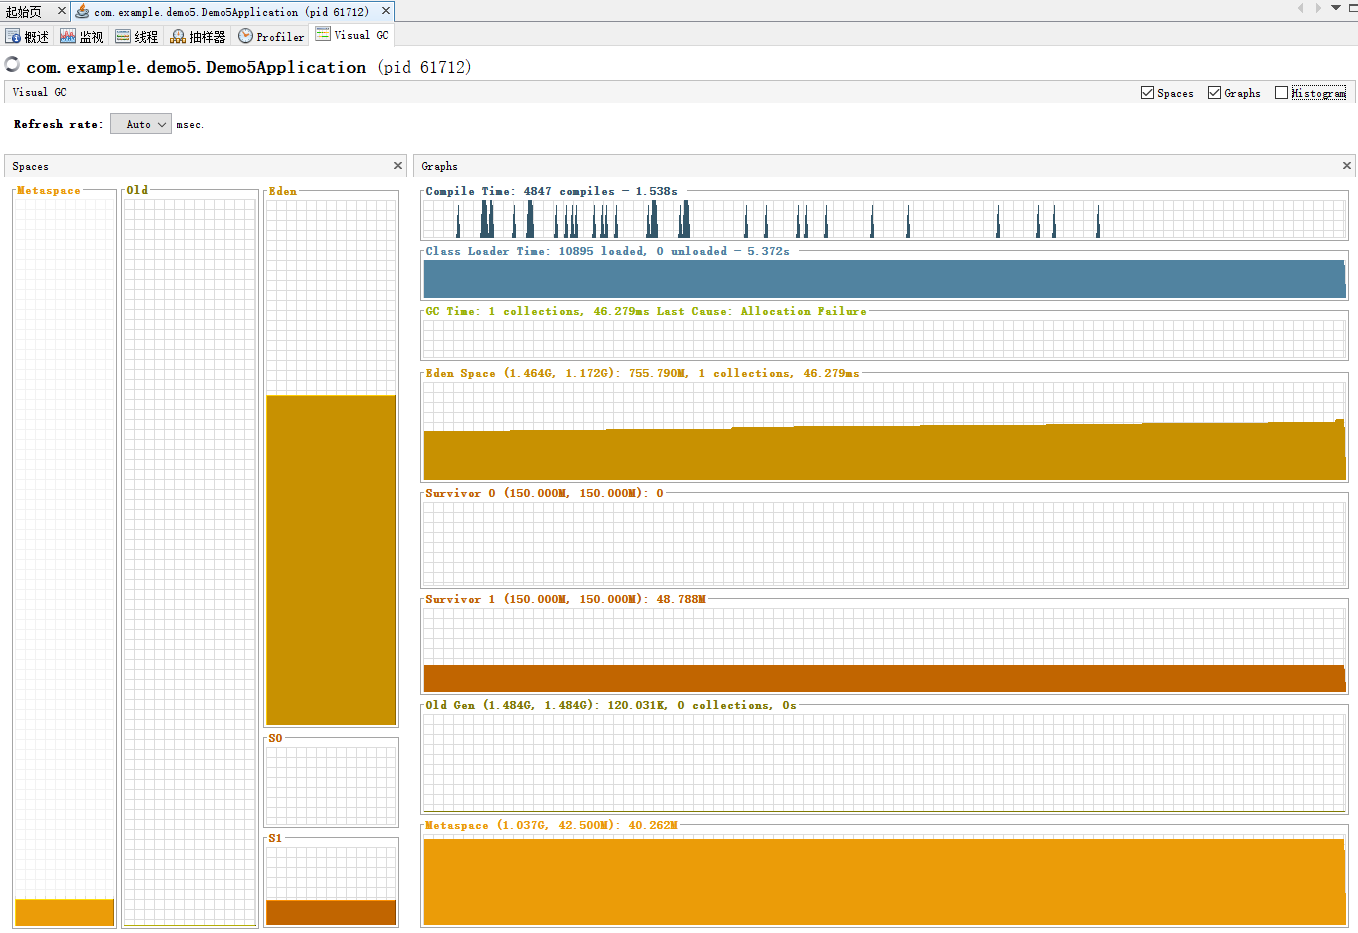 起始页
com.example.demo5.Demo5Application (pid 61712)
概述 监视 线程 抽样器 Profiler Visual GC
com.example.demo5.Demo5Application (pid 61712)
Visual GC
Spaces Graphs Histogram
Refresh rate: Auto msec.
Spaces
Metaspace
Old
Eden
S0
S1
Graphs
Compile Time: 4847 compiles - 1.538s
Class Loader Time: 10895 loaded, 0 unloaded - 5.372s
GC Time: 1 collections, 46.279ms Last Cause: Allocation Failure
Eden Space (1.464G, 1.172G): 755.790M, 1 collections, 46.279ms
Survivor 0 (150.000M, 150.000M): 0
Survivor 1 (150.000M, 150.000M): 48.788M
Old Gen (1.484G, 1.484G): 120.031K, 0 collections, 0s
Metaspace (1.037G, 42.500M): 40.262M